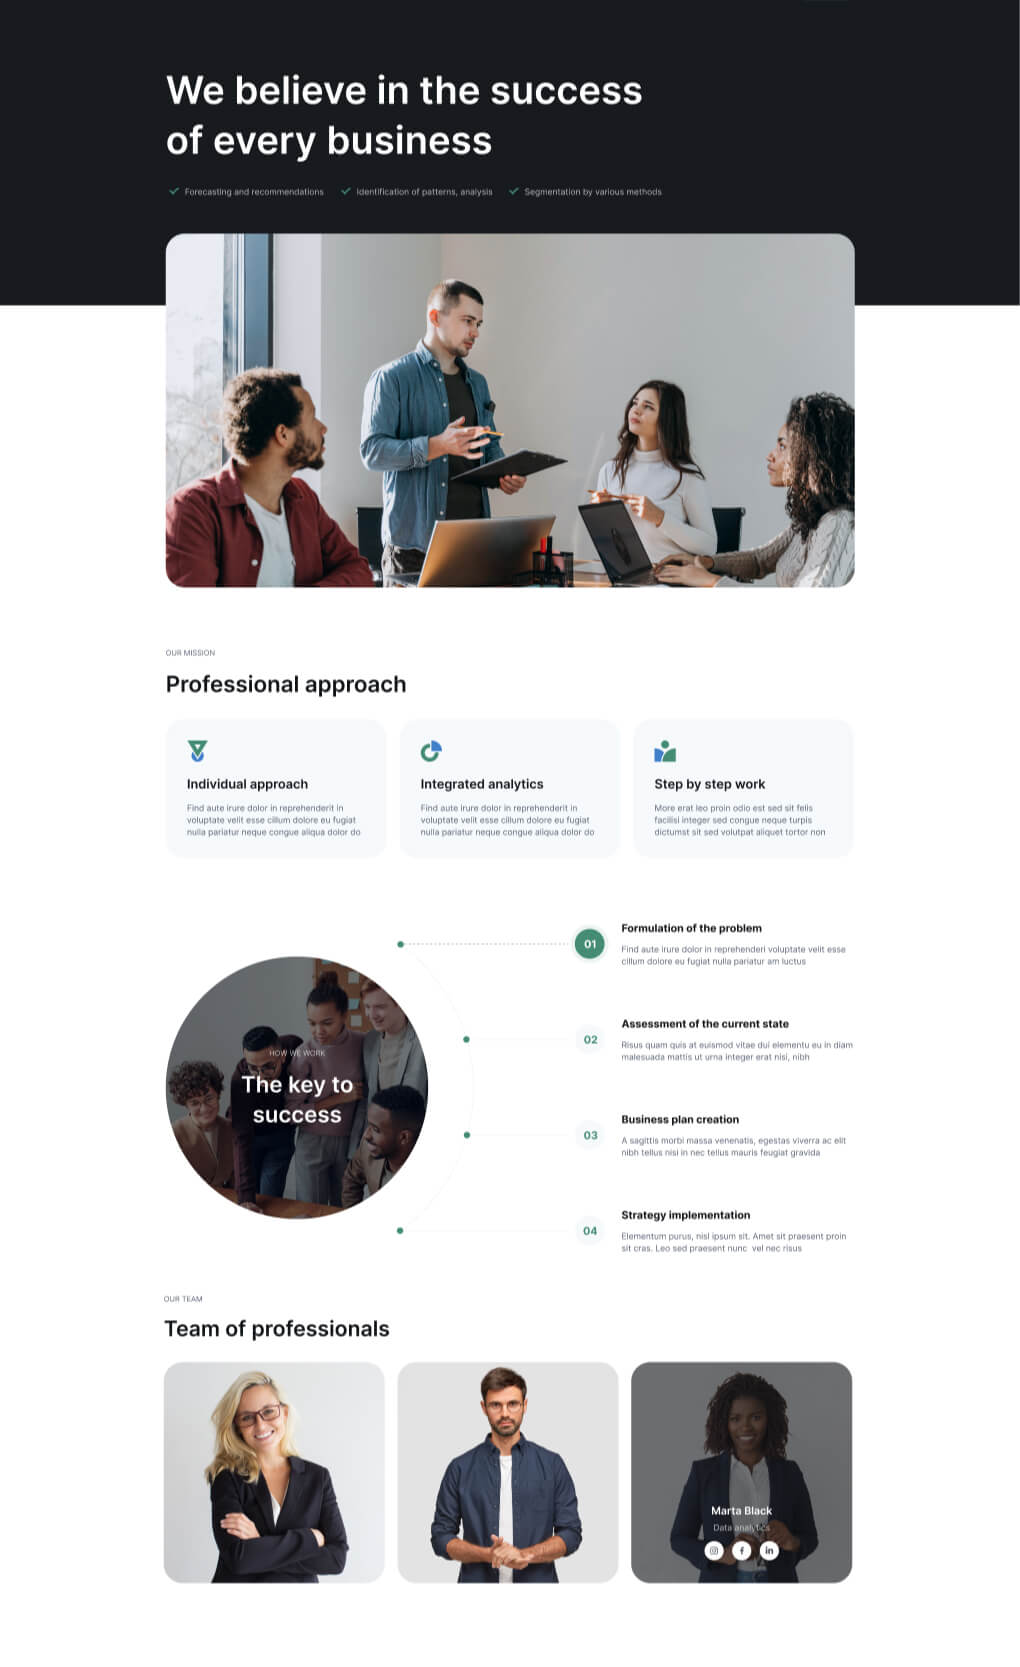 We believe in the success
of every business
Forecasting and recommendations
Identification of patterns, analysis
Segmentation by various methods
OUR MISSION
Professional approach
Individual approach
Find aute irure dolor in reprehenderit in
voluptate velit esse cillum dolore eu fugiat
nulla pariatur neque congue aliqua dolor do
Integrated analytics
Find aute irure dolor in reprehenderit in
voluptate velit esse cillum dolore eu fugiat
nulla pariatur neque congue aliqua dolor do
Step by step work
More erat leo proin odio est sed sit felis
facilisi integer sed congue neque turpis
dictumst sit sed volutpat aliquet tortor non
HOW WE WORK
The key to
success
01
Formulation of the problem
Find aute irure dolor in reprehenderi voluptate velit esse
cillum dolore eu fugiat nulla pariatur am luctus
02
Assessment of the current state
Risus quam quis at euismod vitae dui elementu eu in diam
malesuada mattis ut urna integer erat nisi, nibh
03
Business plan creation
A sagittis morbi massa venenatis, egestas viverra ac elit
nibh tellus nisi in nec tellus mauris feugiat gravida
04
Strategy implementation
Elementum purus, nisl ipsum sit. Amet sit praesent proin
sit cras. Leo sed praesent nunc vel nec risus
OUR TEAM
Team of professionals
Marta Black
Data analytics